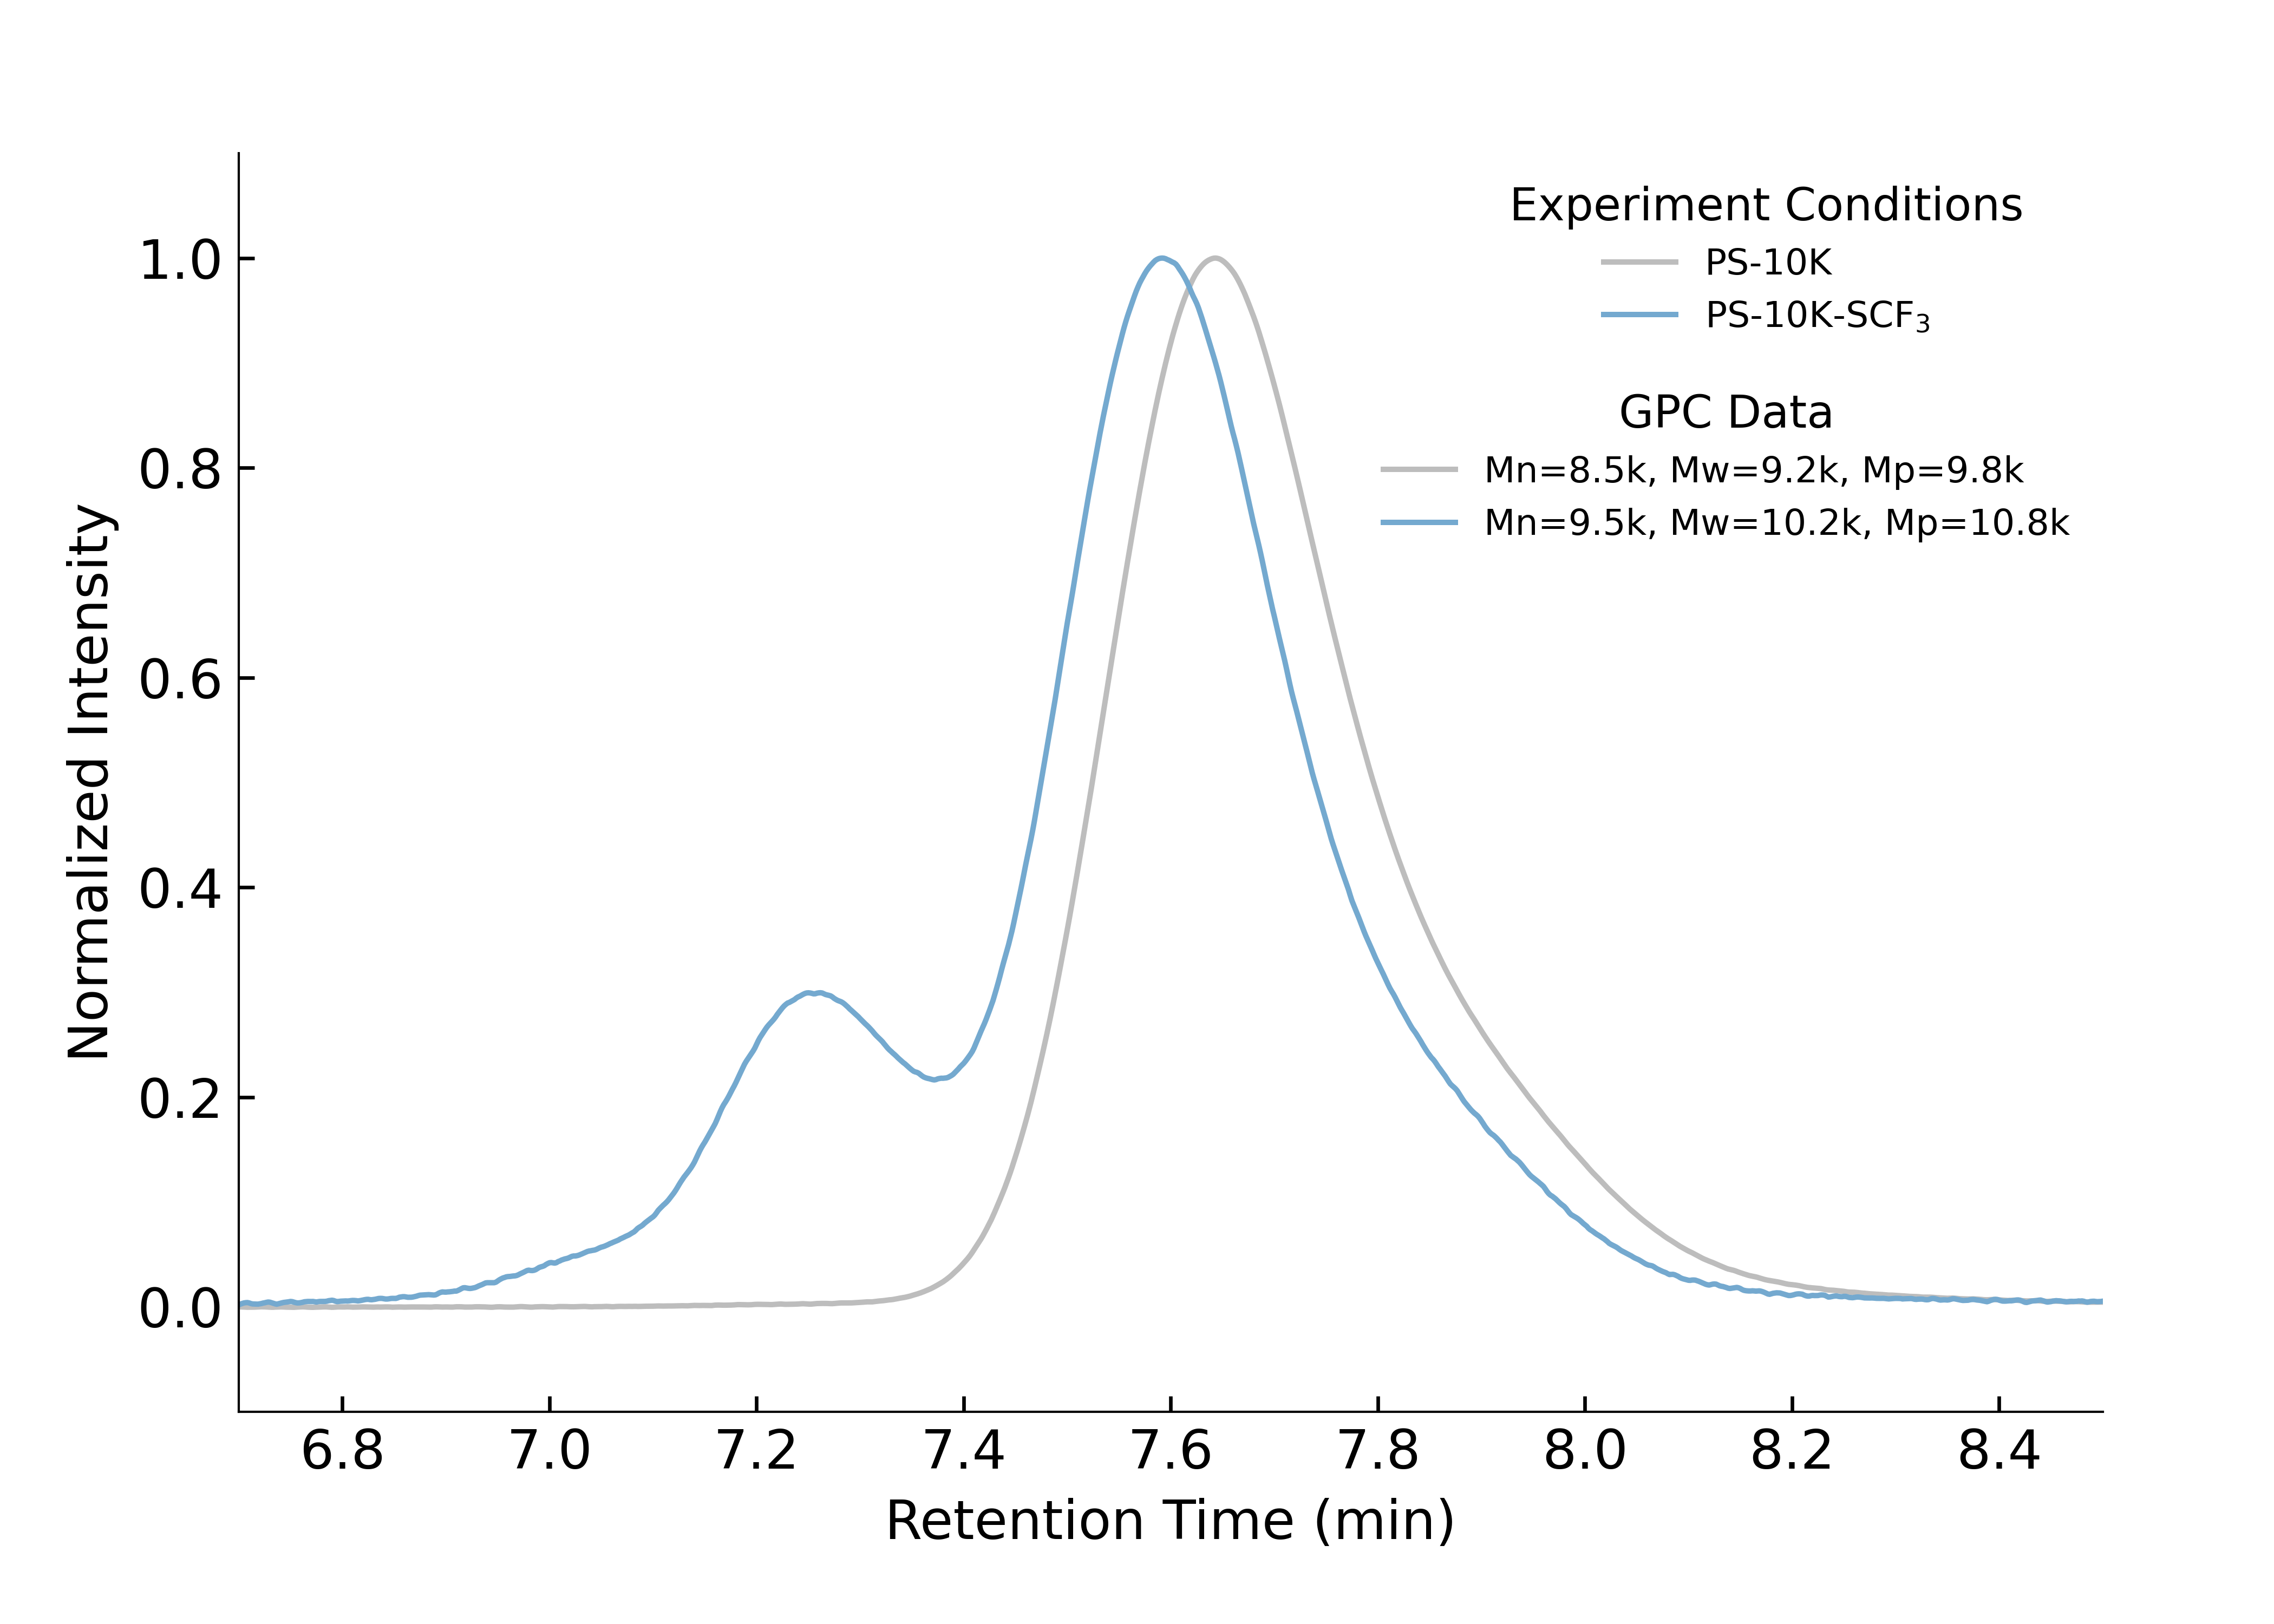 Experiment Conditions
PS-10K
PS-10K-SCF₃
GPC Data
Mn=8.5k, Mw=9.2k, Mp=9.8k
Mn=9.5k, Mw=10.2k, Mp=10.8k
Normalized Intensity
1.0
0.8
0.6
0.4
0.2
0.0
6.8 7.0 7.2 7.4 7.6 7.8 8.0 8.2 8.4
Retention Time (min)